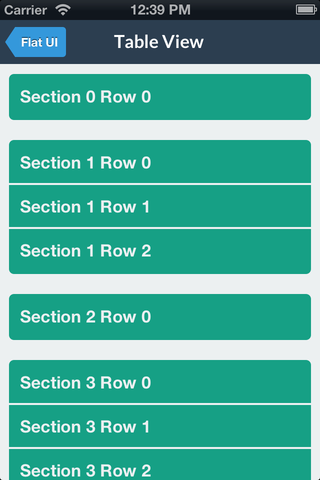 Carrier 12:39 PM
Flat UI Table View
Section 0 Row 0
Section 1 Row 0
Section 1 Row 1
Section 1 Row 2
Section 2 Row 0
Section 3 Row 0
Section 3 Row 1
Section 3 Row 2